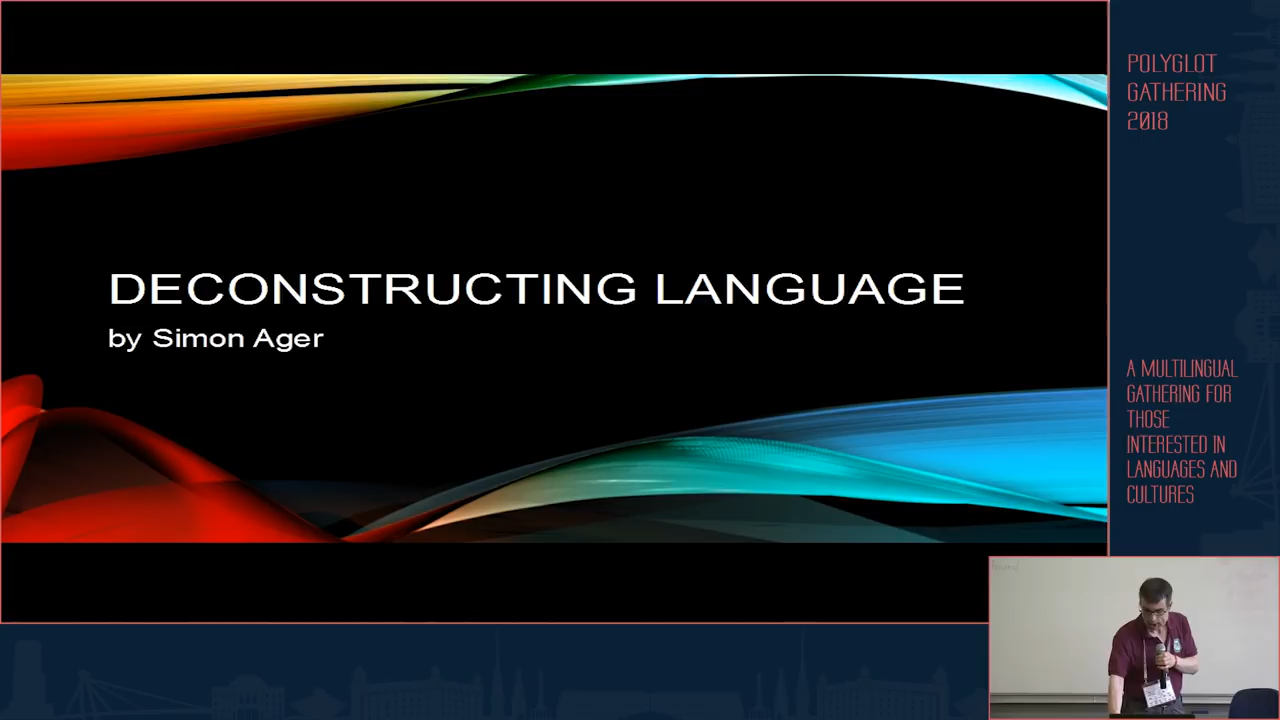 DECONSTRUCTING LANGUAGE
by Simon Ager
POLYGLOT
GATHERING
2018
A MULTILINGUAL
GATHERING FOR
THOSE
INTERESTED IN
LANGUAGES AND
CULTURES